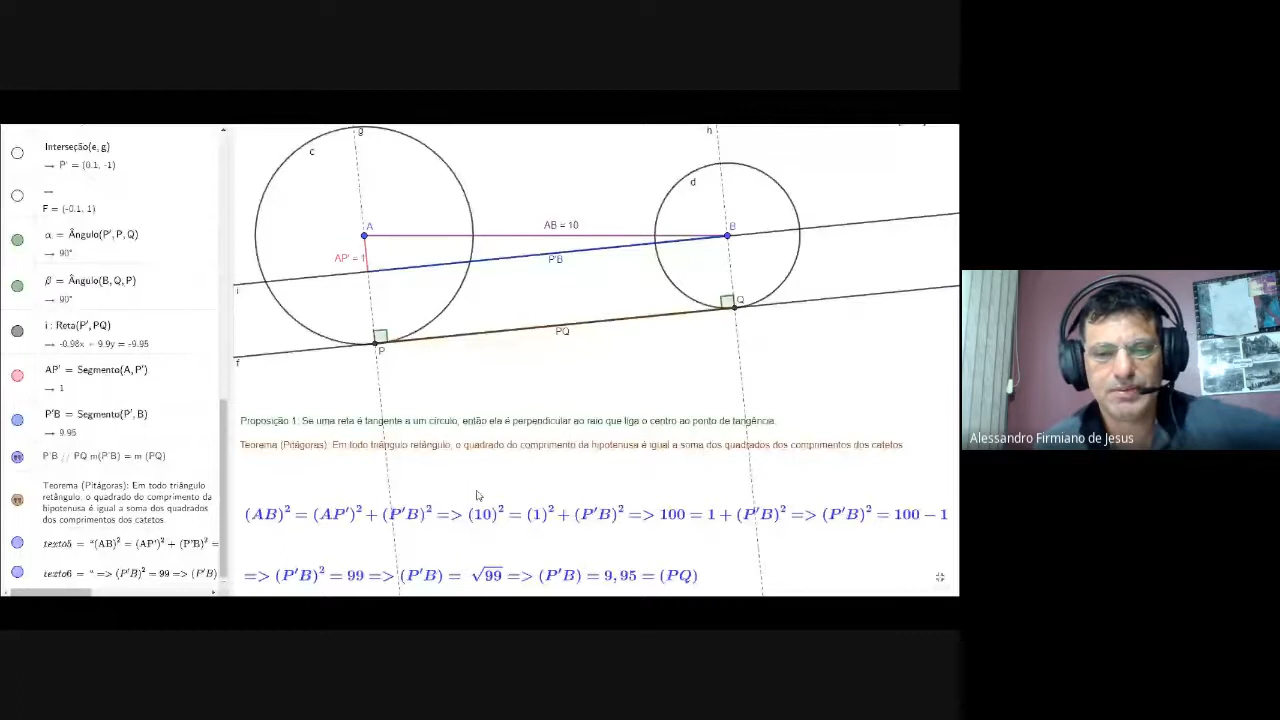 Interseção(e, g)
→ P' = (0.1, -1)
F = (-0.1, 1)
α = Ângulo(P', P, Q)
→ 90°
β = Ângulo(B, Q, P)
→ 90°
i : Reta(P', PQ)
→ -0.98x + 9.9y = -9.95
AP' = Segmento(A, P')
→ 1
P'B = Segmento(P', B)
→ 9.95
P'B // PQ m(P'B) = m (PQ)
Teorema (Pitágoras): Em todo triângulo
retângulo, o quadrado do comprimento da
hipotenusa é igual a soma dos quadrados
dos comprimentos dos catetos.
texto5 = "(AB)² = (AP')² + (P'B)² =
texto6 = " => (P'B)² = 99 => (P'B)
g
h
c
d
A
AB = 10
B
AP' = 1
P'B
i
Q
PQ
P
f
Proposição 1: Se uma reta é tangente a um círculo, então ela é perpendicular ao raio que liga o centro ao ponto de tangência.
Teorema (Pitágoras): Em todo triângulo retângulo, o quadrado do comprimento da hipotenusa é igual a soma dos quadrados dos comprimentos dos catetos
(AB)² = (AP')² + (P'B)² => (10)² = (1)² + (P'B)² => 100 = 1 + (P'B)² => (P'B)² = 100 − 1
=> (P'B)² = 99 => (P'B) = √99 => (P'B) = 9,95 = (PQ)
Alessandro Firmiano de Jesus